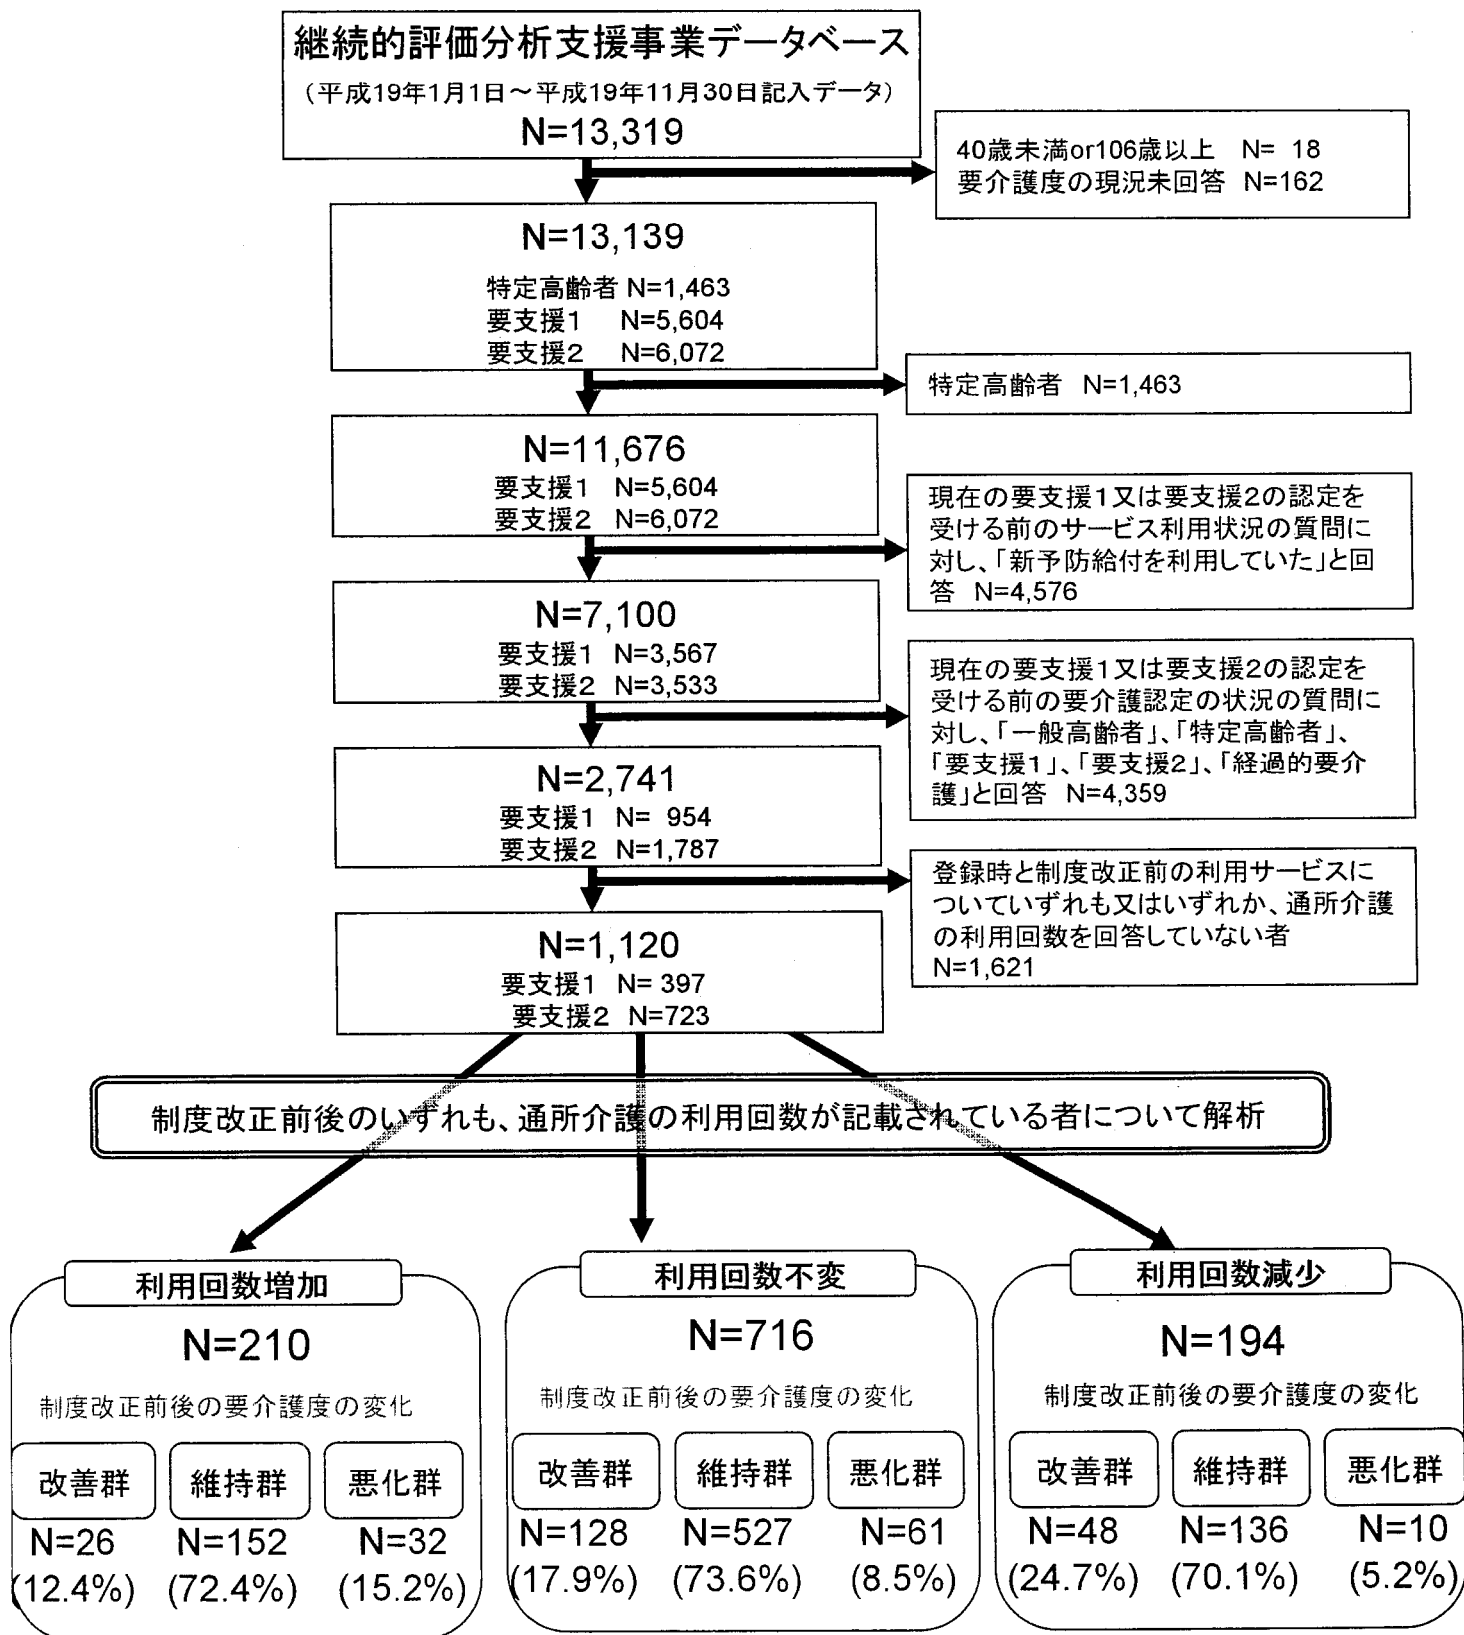 継続的評価分析支援事業データベース
(平成19年1月1日～平成19年11月30日記入データ)
N=13,319
40歳未満or106歳以上 N= 18
要介護度の現況未回答 N=162
N=13,139
特定高齢者 N=1,463
要支援1 N=5,604
要支援2 N=6,072
特定高齢者 N=1,463
N=11,676
要支援1 N=5,604
要支援2 N=6,072
現在の要支援1又は要支援2の認定を
受ける前のサービス利用状況の質問に
対し、「新予防給付を利用していた」と回
答 N=4,576
N=7,100
要支援1 N=3,567
要支援2 N=3,533
現在の要支援1又は要支援2の認定を
受ける前の要介護認定の状況の質問に
対し、「一般高齢者」、「特定高齢者」、
「要支援1」、「要支援2」、「経過的要介
護」と回答 N=4,359
N=2,741
要支援1 N= 954
要支援2 N=1,787
登録時と制度改正前の利用サービスに
ついていずれも又はいずれか、通所介護
の利用回数を回答していない者
N=1,621
N=1,120
要支援1 N= 397
要支援2 N=723
制度改正前後のいずれも、通所介護の利用回数が記載されている者について解析
利用回数増加
N=210
制度改正前後の要介護度の変化
改善群 維持群 悪化群
N=26 N=152 N=32
(12.4%) (72.4%) (15.2%)
利用回数不変
N=716
制度改正前後の要介護度の変化
改善群 維持群 悪化群
N=128 N=527 N=61
(17.9%) (73.6%) (8.5%)
利用回数減少
N=194
制度改正前後の要介護度の変化
改善群 維持群 悪化群
N=48 N=136 N=10
(24.7%) (70.1%) (5.2%)